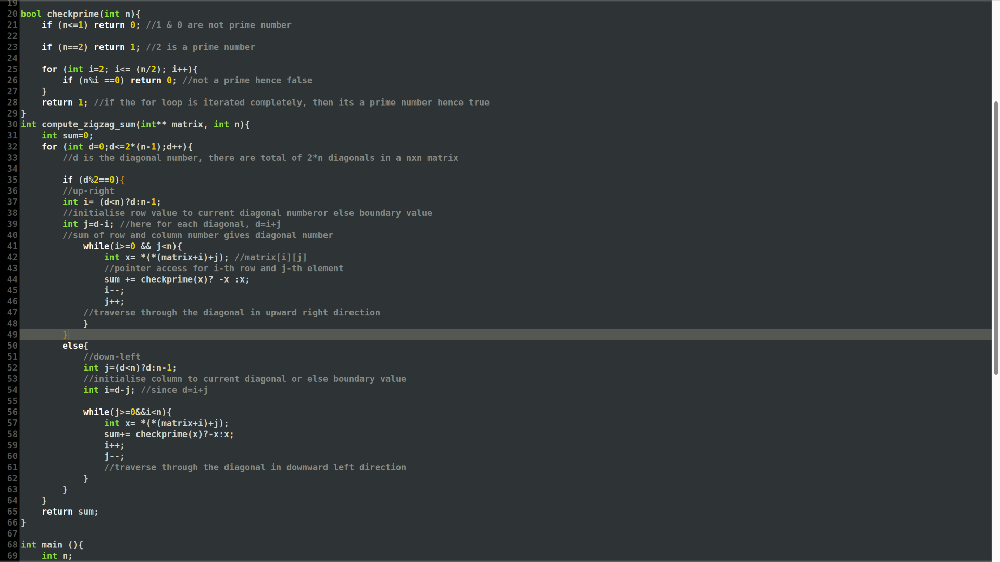 19
20 bool checkprime(int n){
21     if (n<=1) return 0; //1 & 0 are not prime number
22
23     if (n==2) return 1; //2 is a prime number
24
25     for (int i=2; i<= (n/2); i++){
26         if (n%i ==0) return 0; //not a prime hence false
27     }
28     return 1; //if the for loop is iterated completely, then its a prime number hence true
29 }
30 int compute_zigzag_sum(int** matrix, int n){
31     int sum=0;
32     for (int d=0;d<=2*(n-1);d++){
33         //d is the diagonal number, there are total of 2*n diagonals in a nxn matrix
34
35         if (d%2==0){
36         //up-right
37         int i= (d<n)?d:n-1;
38         //initialise row value to current diagonal numberor else boundary value
39         int j=d-i; //here for each diagonal, d=i+j
40         //sum of row and column number gives diagonal number
41             while(i>=0 && j<n){
42                 int x= *(*(matrix+i)+j); //matrix[i][j]
43                 //pointer access for i-th row and j-th element
44                 sum += checkprime(x)? -x :x;
45                 i--;
46                 j++;
47             //traverse through the diagonal in upward right direction
48             }
49         }
50         else{
51             //down-left
52             int j=(d<n)?d:n-1;
53             //initialise column to current diagonal or else boundary value
54             int i=d-j; //since d=i+j
55
56             while(j>=0&&i<n){
57                 int x= *(*(matrix+i)+j);
58                 sum+= checkprime(x)?-x:x;
59                 i++;
60                 j--;
61                 //traverse through the diagonal in downward left direction
62             }
63         }
64     }
65     return sum;
66 }
67
68 int main (){
69     int n;